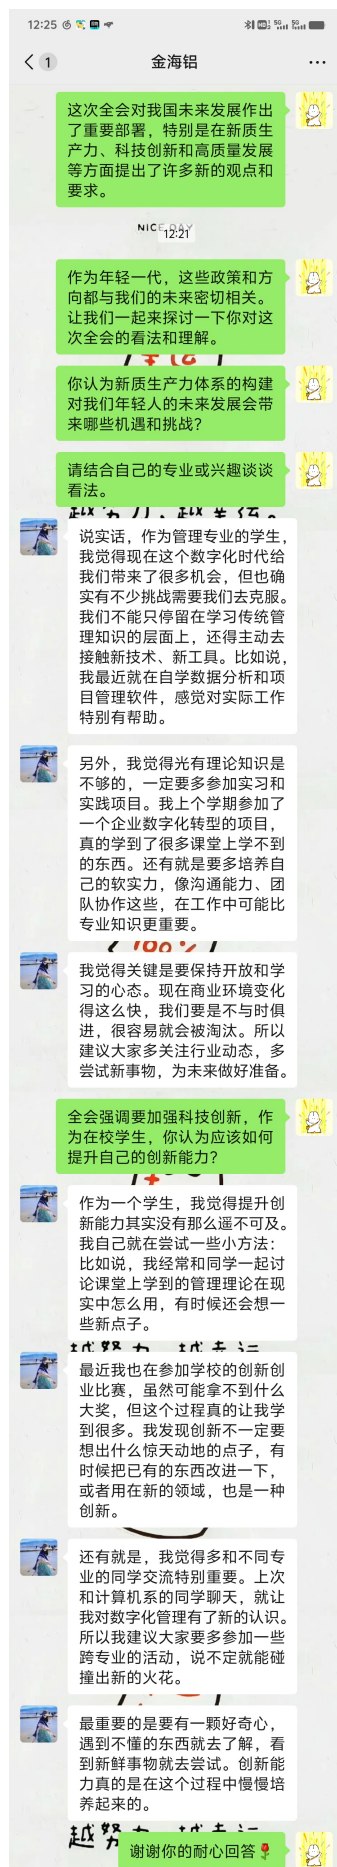 12:25
1
金海铝
这次全会对我国未来发展作出
了重要部署，特别是在新质生
产力、科技创新和高质量发展
等方面提出了许多新的观点和
要求。
NICE DAY
12:21
作为年轻一代，这些政策和方
向都与我们的未来密切相关。
让我们一起来探讨一下你对这
次全会的看法和理解。
你认为新质生产力体系的构建
对我们年轻人的未来发展会带
来哪些机遇和挑战？
请结合自己的专业或兴趣谈谈
看法。
说实话，作为管理专业的学生，
我觉得现在这个数字化时代给
我们带来了很多机会，但也确
实有不少挑战需要我们去克服。
我们不能只停留在学习传统管
理知识的层面上，还得主动去
接触新技术、新工具。比如说，
我最近就在自学数据分析和项
目管理软件，感觉对实际工作
特别有帮助。
另外，我觉得光有理论知识是
不够的，一定要多参加实习和
实践项目。我上个学期参加了
一个企业数字化转型的项目，
真的学到了很多课堂上学不到
的东西。还有就是要多培养自
己的软实力，像沟通能力、团
队协作这些，在工作中可能比
专业知识更重要。
100%
我觉得关键是要保持开放和学
习的心态。现在商业环境变化
得这么快，我们要是不与时俱
进，很容易就会被淘汰。所以
建议大家多关注行业动态，多
尝试新事物，为未来做好准备。
全会强调要加强科技创新，作
为在校学生，你认为应该如何
提升自己的创新能力？
作为一个学生，我觉得提升创
新能力其实没有那么遥不可及。
我自己就在尝试一些小方法：
比如说，我经常和同学一起讨
论课堂上学到的管理理论在现
实中怎么用，有时候还会想一
些新点子。
最近我也在参加学校的创新创
业比赛，虽然可能拿不到什么
大奖，但这个过程真的让我学
到很多。我发现创新不一定要
想出什么惊天动地的点子，有
时候把已有的东西改进一下，
或者用在新的领域，也是一种
创新。
还有就是，我觉得多和不同专
业的同学交流特别重要。上次
和计算机系的同学聊天，就让
我对数字化管理有了新的认识。
所以我建议大家要多参加一些
跨专业的活动，说不定就能碰
撞出新的火花。
最重要的是要有一颗好奇心，
遇到不懂的东西就去了解，看
到新鲜事物就去尝试。创新能
力真的是在这个过程中慢慢培
养起来的。
越努
谢谢你的耐心回答